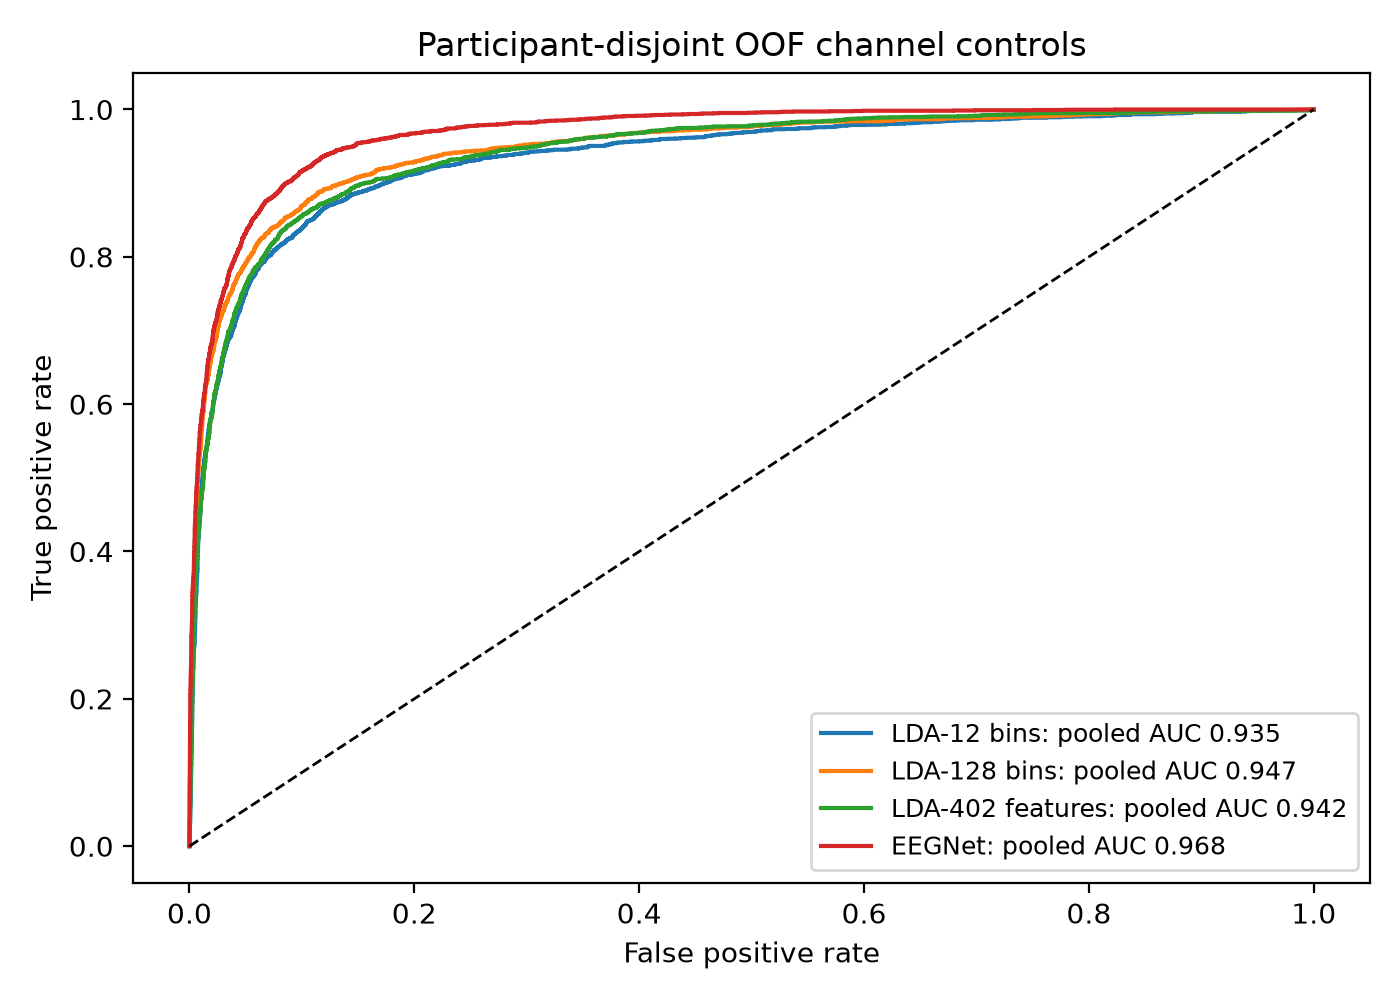 Participant-disjoint OOF channel controls
1.0
0.8
0.6
0.4
0.2
0.0
True positive rate
LDA-12 bins: pooled AUC 0.935
LDA-128 bins: pooled AUC 0.947
LDA-402 features: pooled AUC 0.942
EEGNet: pooled AUC 0.968
0.0 0.2 0.4 0.6 0.8 1.0
False positive rate